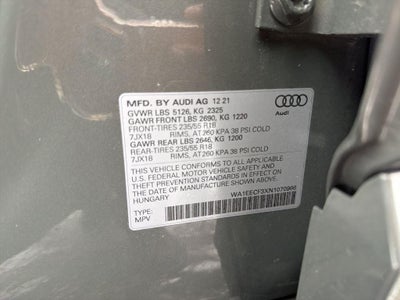 MFD. BY AUDI AG 12 21
GVWR LBS 5126, KG 2325
GAWR FRONT LBS 2690, KG 1220
FRONT-TIRES 235/55 R18
7JX18 RIMS, AT 260 KPA 38 PSI COLD
GAWR REAR LBS 2646, KG 1200
REAR-TIRES 235/55 R18
7JX18 RIMS, AT 260 KPA 38 PSI COLD
THIS VEHICLE CONFORMS TO ALL APPLICABLE
U.S. FEDERAL MOTOR VEHICLE SAFETY AND
THEFT PREVENTION STANDARDS IN EFFECT ON
THE DATE OF MANUFACTURE SHOWN ABOVE.
HUNGARY
WA1EECF3XN1070966
TYPE:
MPV
Audi